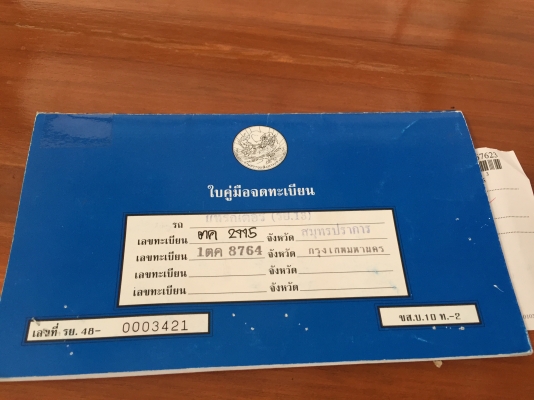 ใบคู่มือจดทะเบียน
รถ
เลขทะเบียน ฅค 2115 จังหวัด สมุทรปราการ
เลขทะเบียน 1ตค 8764 จังหวัด กรุงเทพมหานคร
เลขทะเบียน จังหวัด
เลขทะเบียน จังหวัด
เลขที่ รย. 48- 0003421
ขส.บ.10 ท.-2
7623